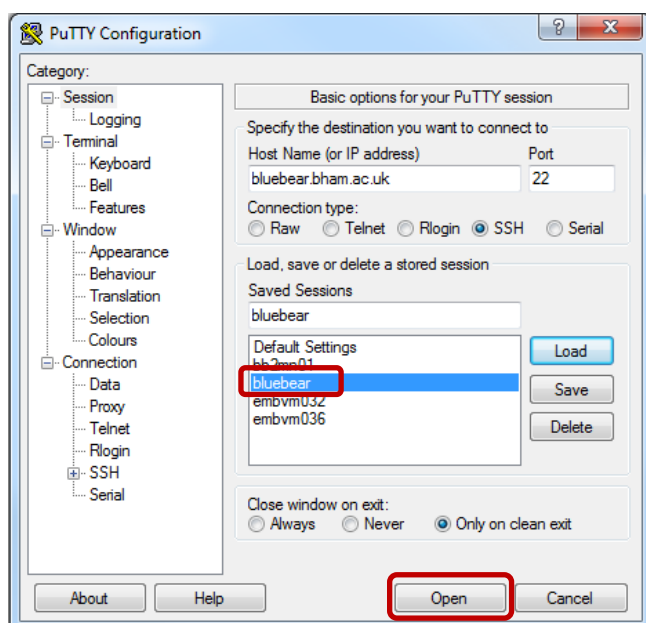 PuTTY Configuration
?
X
Category:
Session
Logging
Terminal
Keyboard
Bell
Features
Window
Appearance
Behaviour
Translation
Selection
Colours
Connection
Data
Proxy
Telnet
Rlogin
SSH
Serial
Basic options for your PuTTY session
Specify the destination you want to connect to
Host Name (or IP address) Port
bluebear.bham.ac.uk 22
Connection type:
Raw Telnet Rlogin SSH Serial
Load, save or delete a stored session
Saved Sessions
bluebear
Default Settings
bb2mn01
bluebear
embvm032
embvm036
Load
Save
Delete
Close window on exit:
Always Never Only on clean exit
About Help Open Cancel